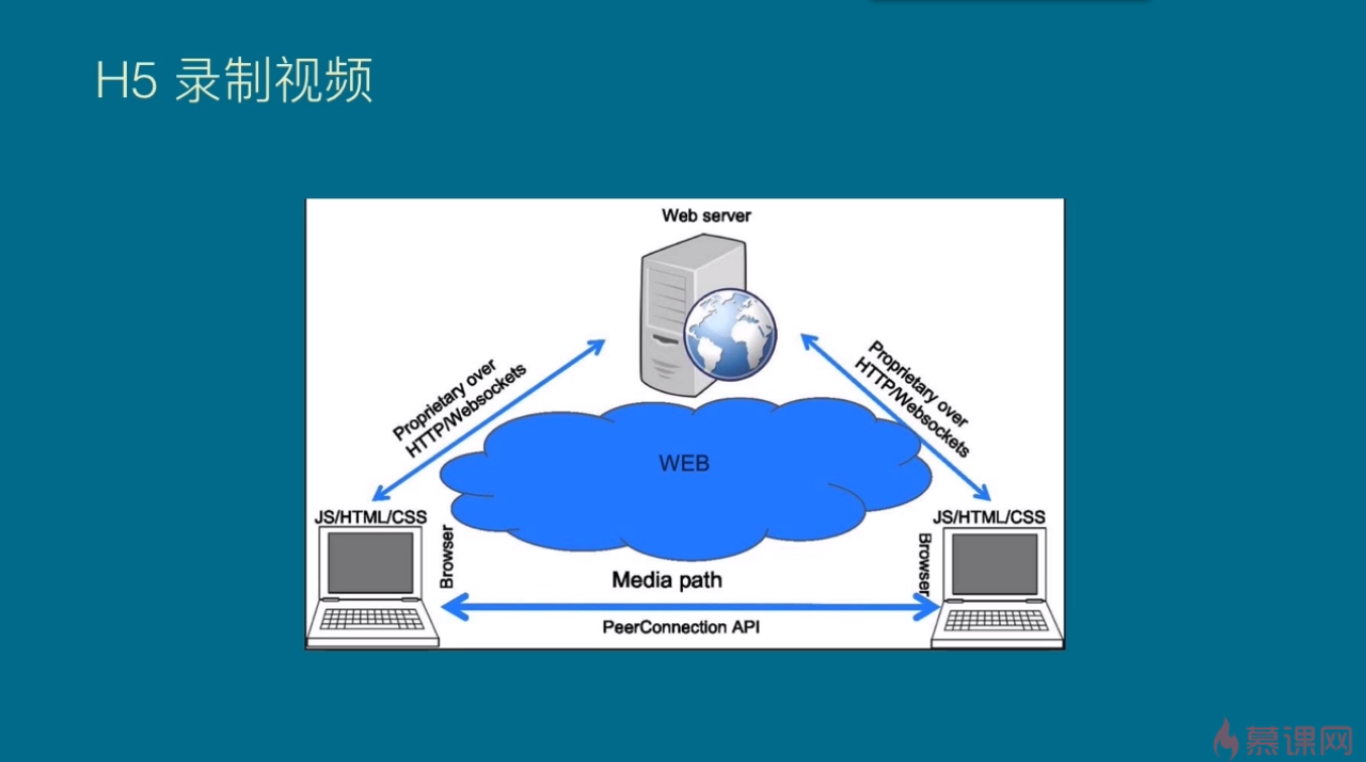 H5 录制视频
Web server
Proprietary over
HTTP/Websockets
Proprietary over
HTTP/Websockets
WEB
JS/HTML/CSS
JS/HTML/CSS
Browser
Browser
Media path
PeerConnection API
慕课网